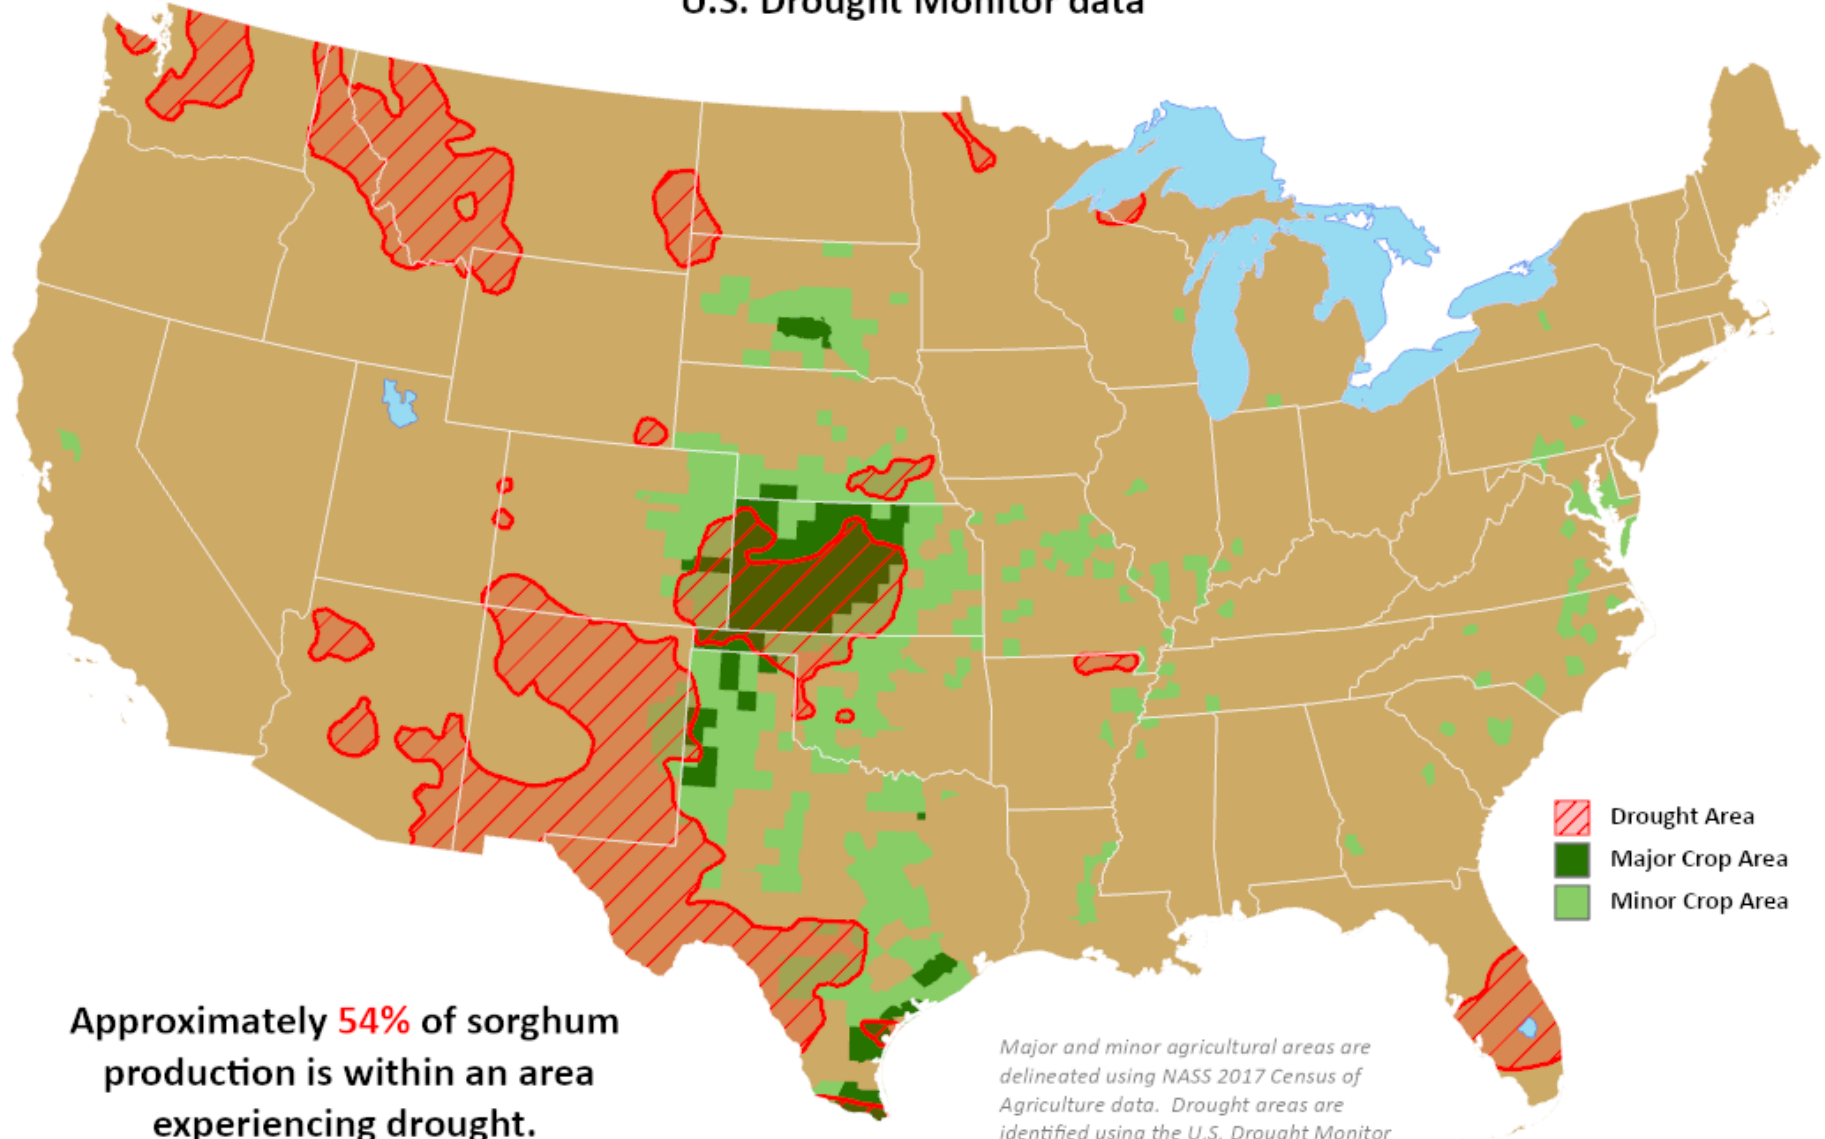 U.S. Drought Monitor data
Drought Area
Major Crop Area
Minor Crop Area
Approximately 54% of sorghum
production is within an area
experiencing drought.
Major and minor agricultural areas are
delineated using NASS 2017 Census of
Agriculture data.  Drought areas are
identified using the U.S. Drought Monitor